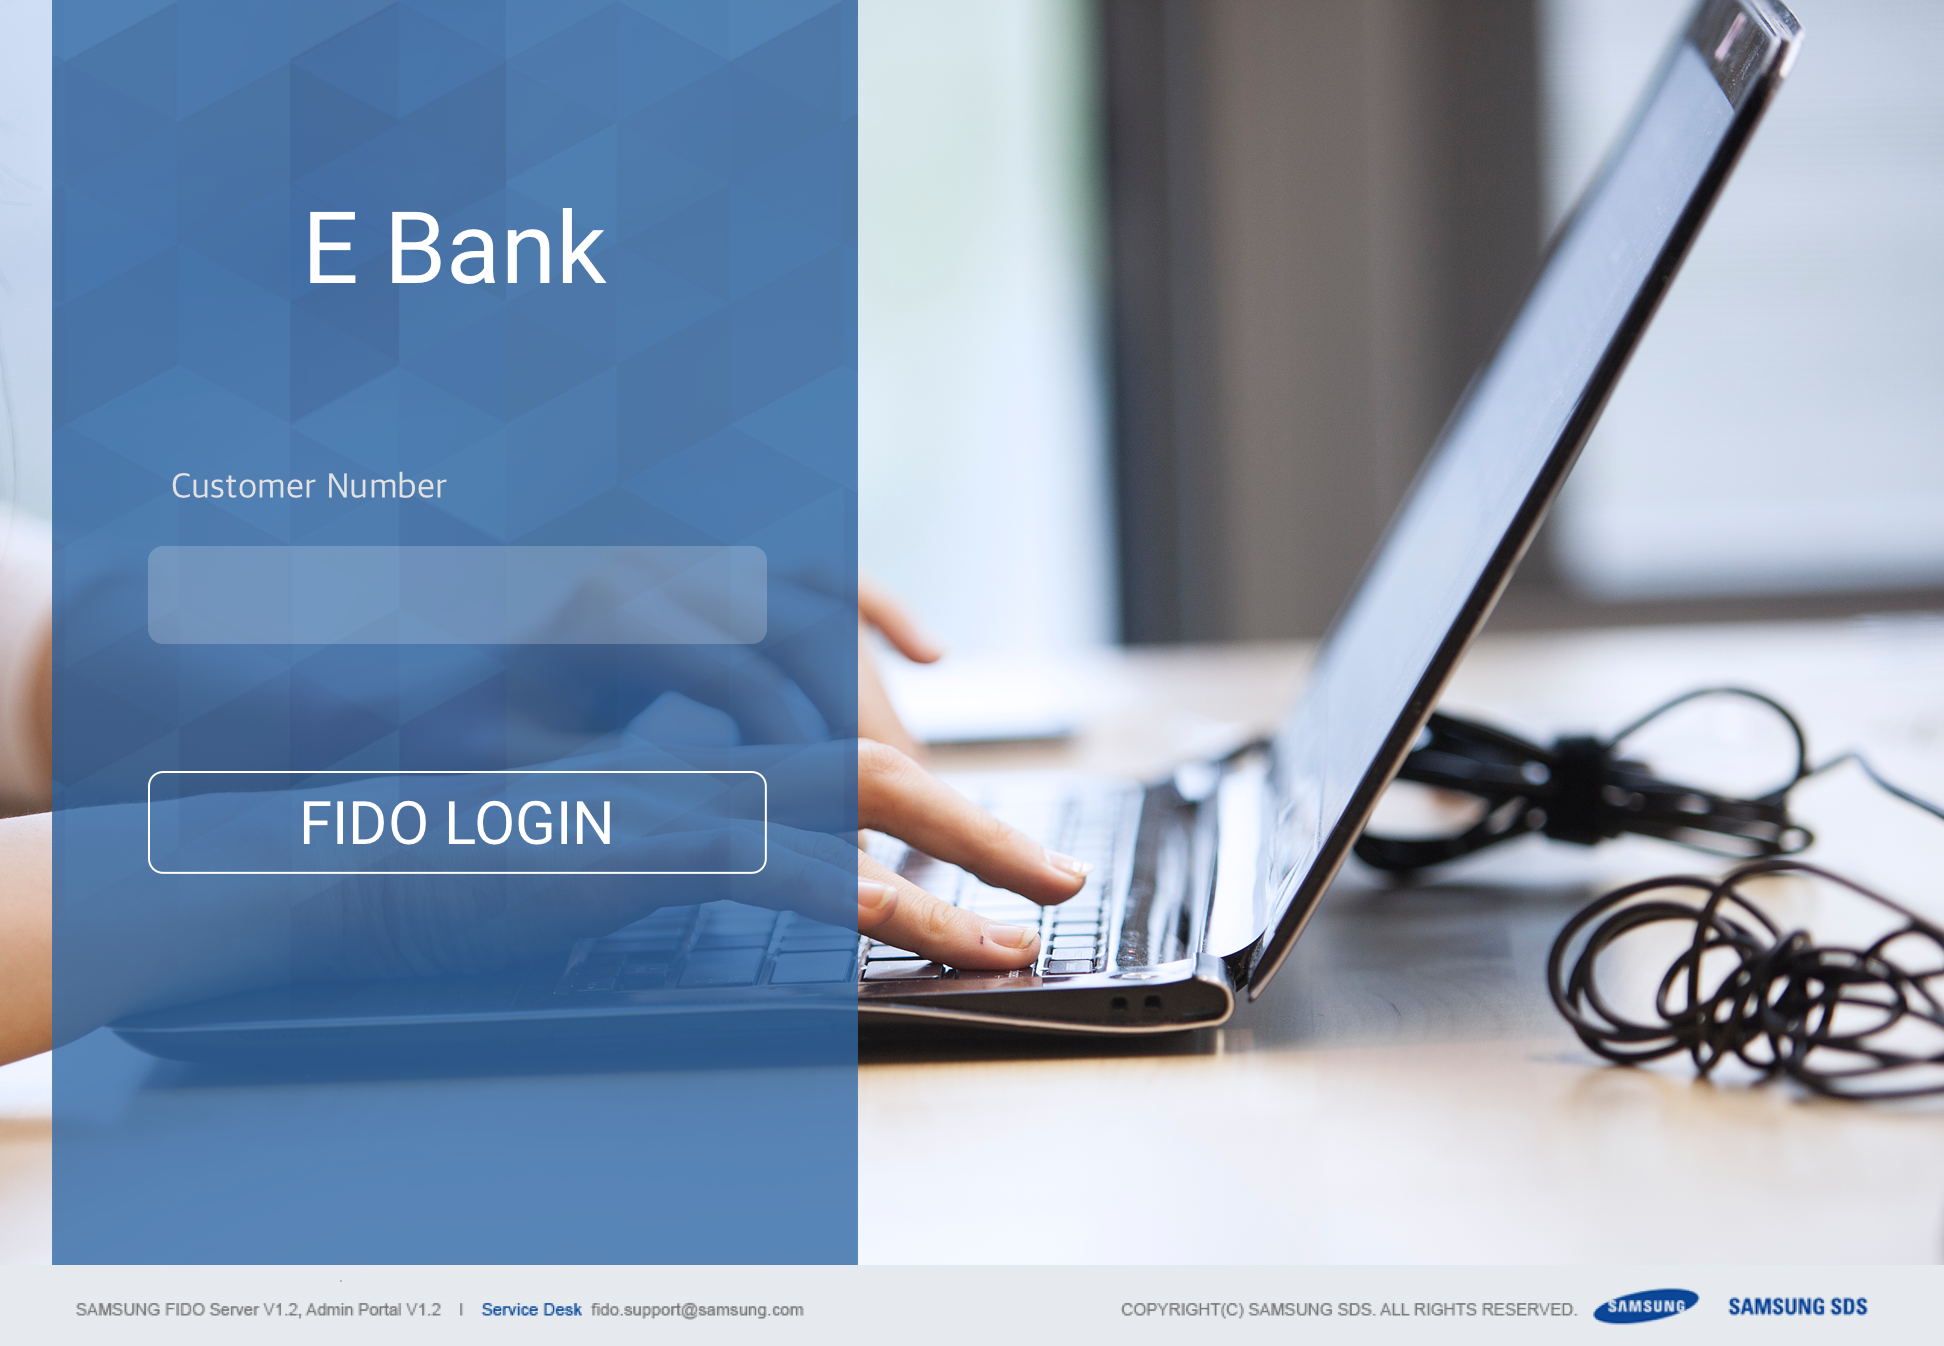 E Bank
Customer Number
FIDO LOGIN
SAMSUNG FIDO Server V1.2, Admin Portal V1.2 | Service Desk fido.support@samsung.com
COPYRIGHT(C) SAMSUNG SDS. ALL RIGHTS RESERVED. SAMSUNG SAMSUNG SDS